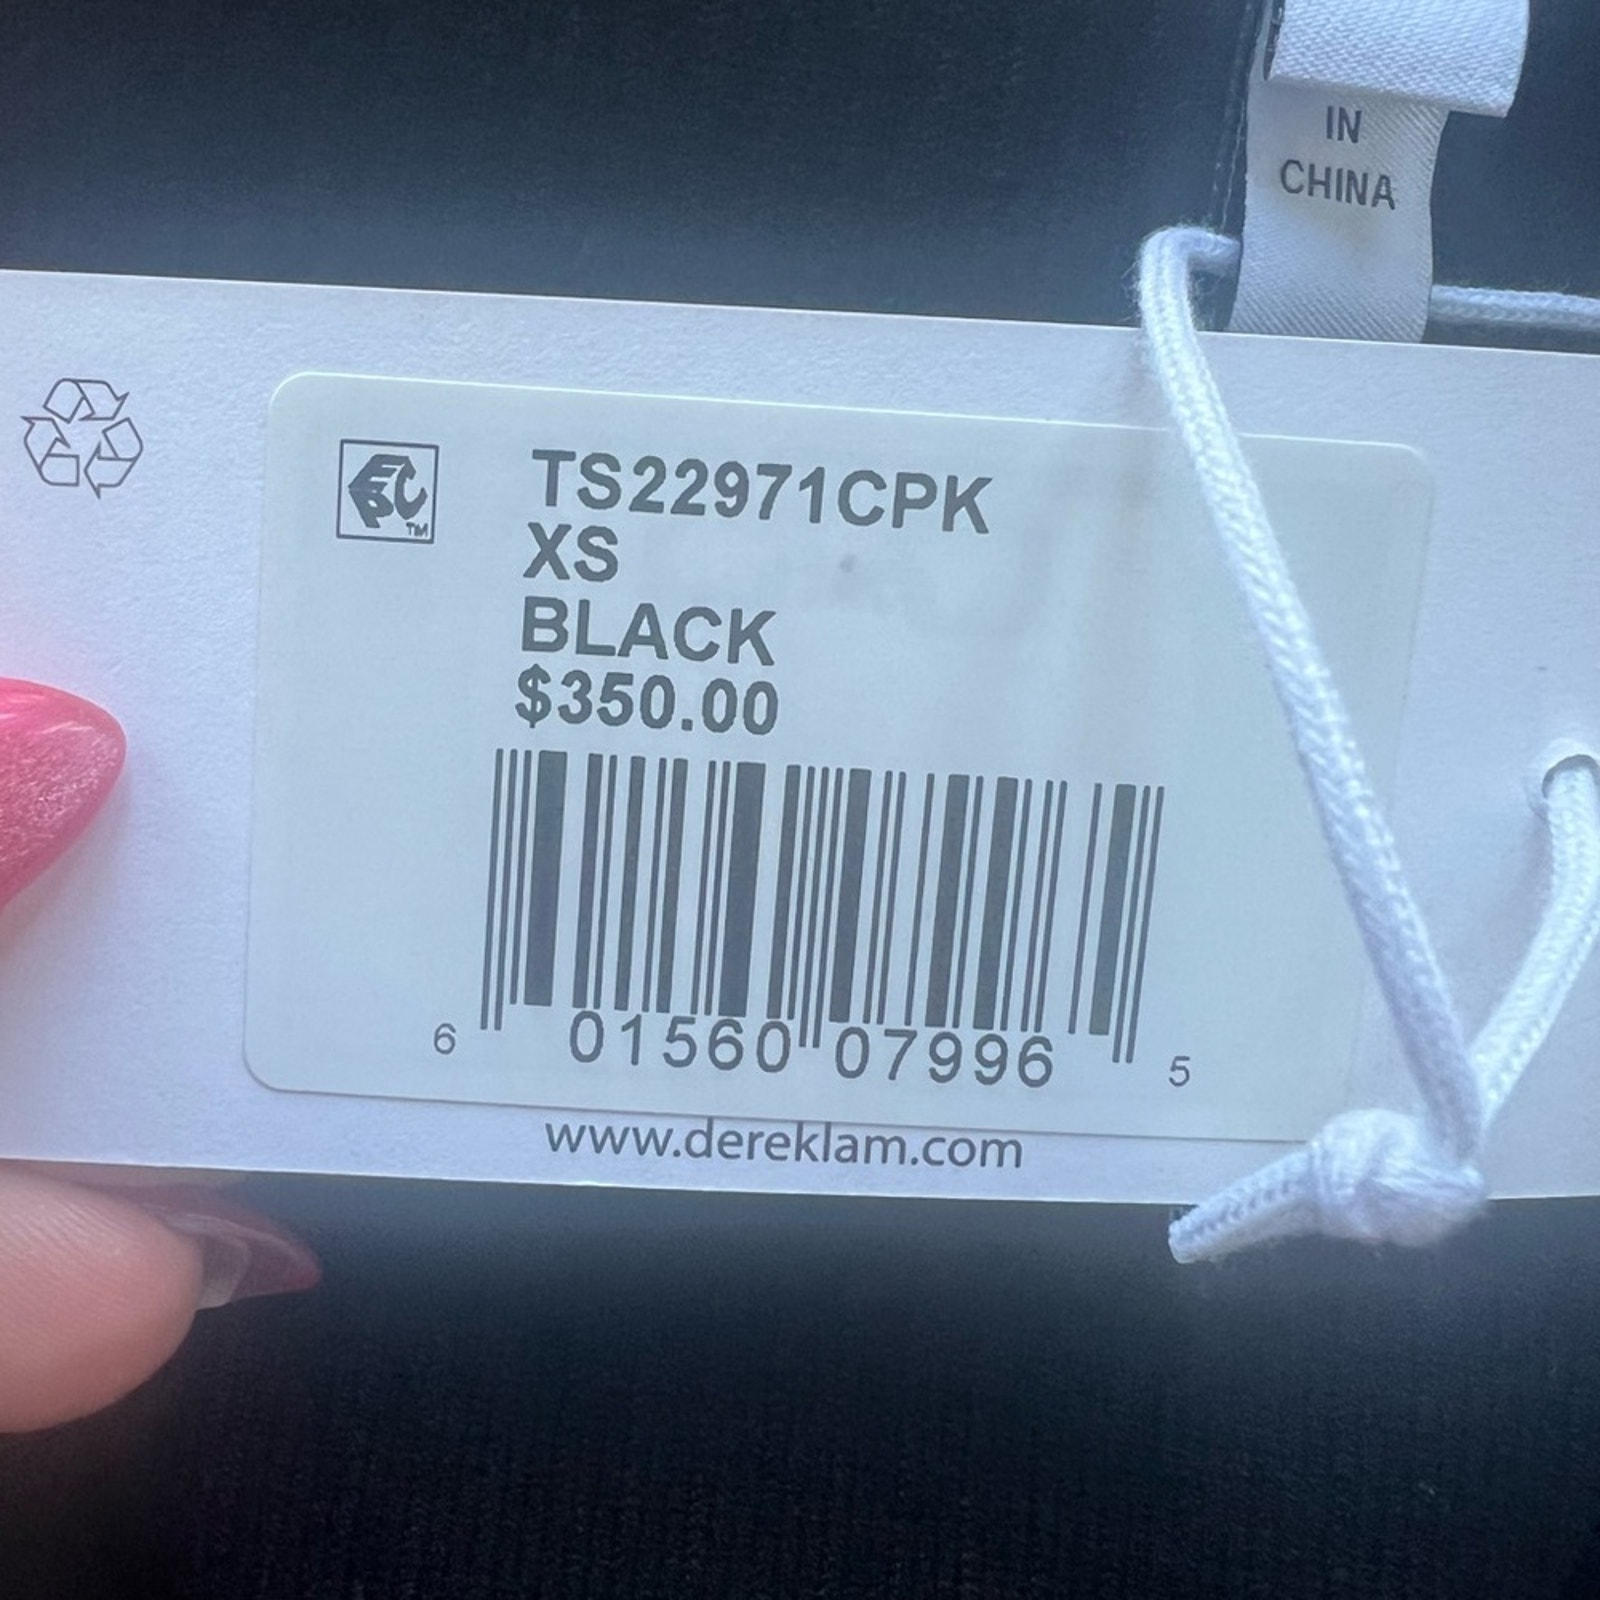 IN
CHINA
TS22971CPK
XS
BLACK
$350.00
6 01560 07996 5
www.dereklam.com